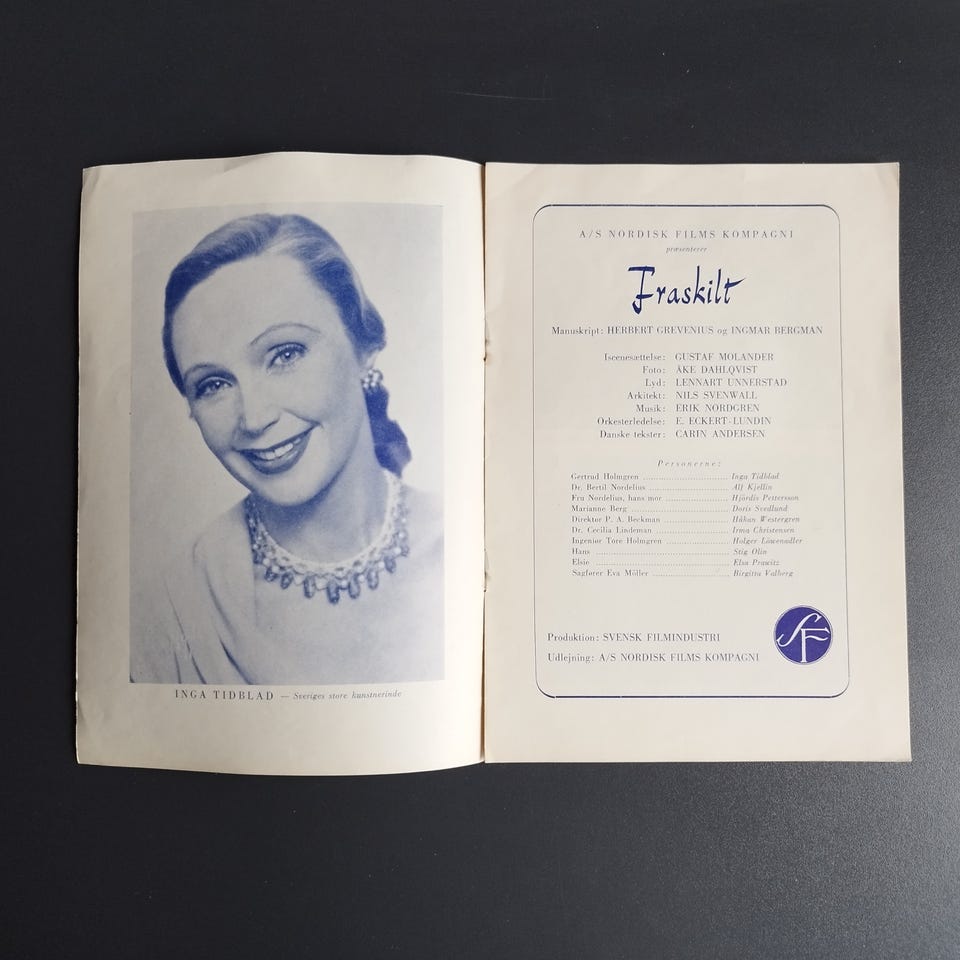 INGA TIDBLAD — Sveriges store kunstnerinde
A/S NORDISK FILMS KOMPAGNI
præsenterer
Fraskilt
Manuskript: HERBERT GREVENIUS og INGMAR BERGMAN
Iscenesættelse: GUSTAF MOLANDER
Foto: ÅKE DAHLQVIST
Lyd: LENNART UNNERSTAD
Arkitekt: NILS SVENWALL
Musik: ERIK NORDGREN
Orkesterledelse: E. ECKERT-LUNDIN
Danske tekster: CARIN ANDERSEN
Personerne:
Gertrud Holmgren ........ Inga Tidblad
Dr. Bertil Nordelius ........ Alf Kjellin
Fru Nordelius, hans mor ........ Hjördis Pettersson
Marianne Berg ........ Doris Svedlund
Direktør P. A. Beckman ........ Håkan Westergren
Dr. Cecilia Lindeman ........ Irma Christensen
Ingeniør Tore Holmgren ........ Holger Löwenadler
Hans ........ Stig Olin
Elsie ........ Elsa Prawitz
Sagfører Eva Möller ........ Birgitta Valberg
Produktion: SVENSK FILMINDUSTRI
Udlejning: A/S NORDISK FILMS KOMPAGNI
SF